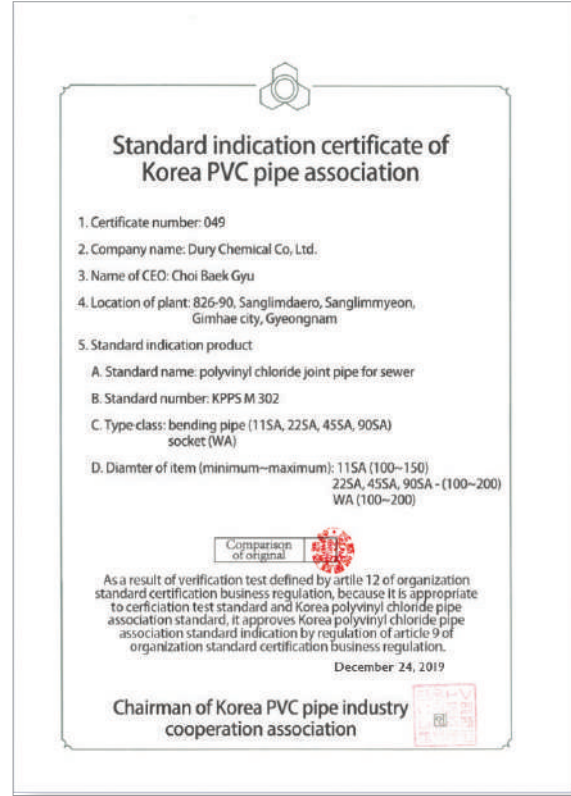 Standard indication certificate of
Korea PVC pipe association
1. Certificate number: 049
2. Company name: Dury Chemical Co, Ltd.
3. Name of CEO: Choi Baek Gyu
4. Location of plant: 826-90, Sanglimdaero, Sanglimmyeon,
Gimhae city, Gyeongnam
5. Standard indication product
A. Standard name: polyvinyl chloride joint pipe for sewer
B. Standard number: KPPS M 302
C. Type·class: bending pipe (11SA, 22SA, 45SA, 90SA)
socket (WA)
D. Diamter of item (minimum~maximum): 11SA (100~150)
22SA, 45SA, 90SA - (100~200)
WA (100~200)
Comparison
of original
As a result of verification test defined by artile 12 of organization
standard certification business regulation, because it is appropriate
to cerficiation test standard and Korea polyvinyl chloride pipe
association standard, it approves Korea polyvinyl chloride pipe
association standard indication by regulation of article 9 of
organization standard certification business regulation.
December 24, 2019
Chairman of Korea PVC pipe industry
cooperation association